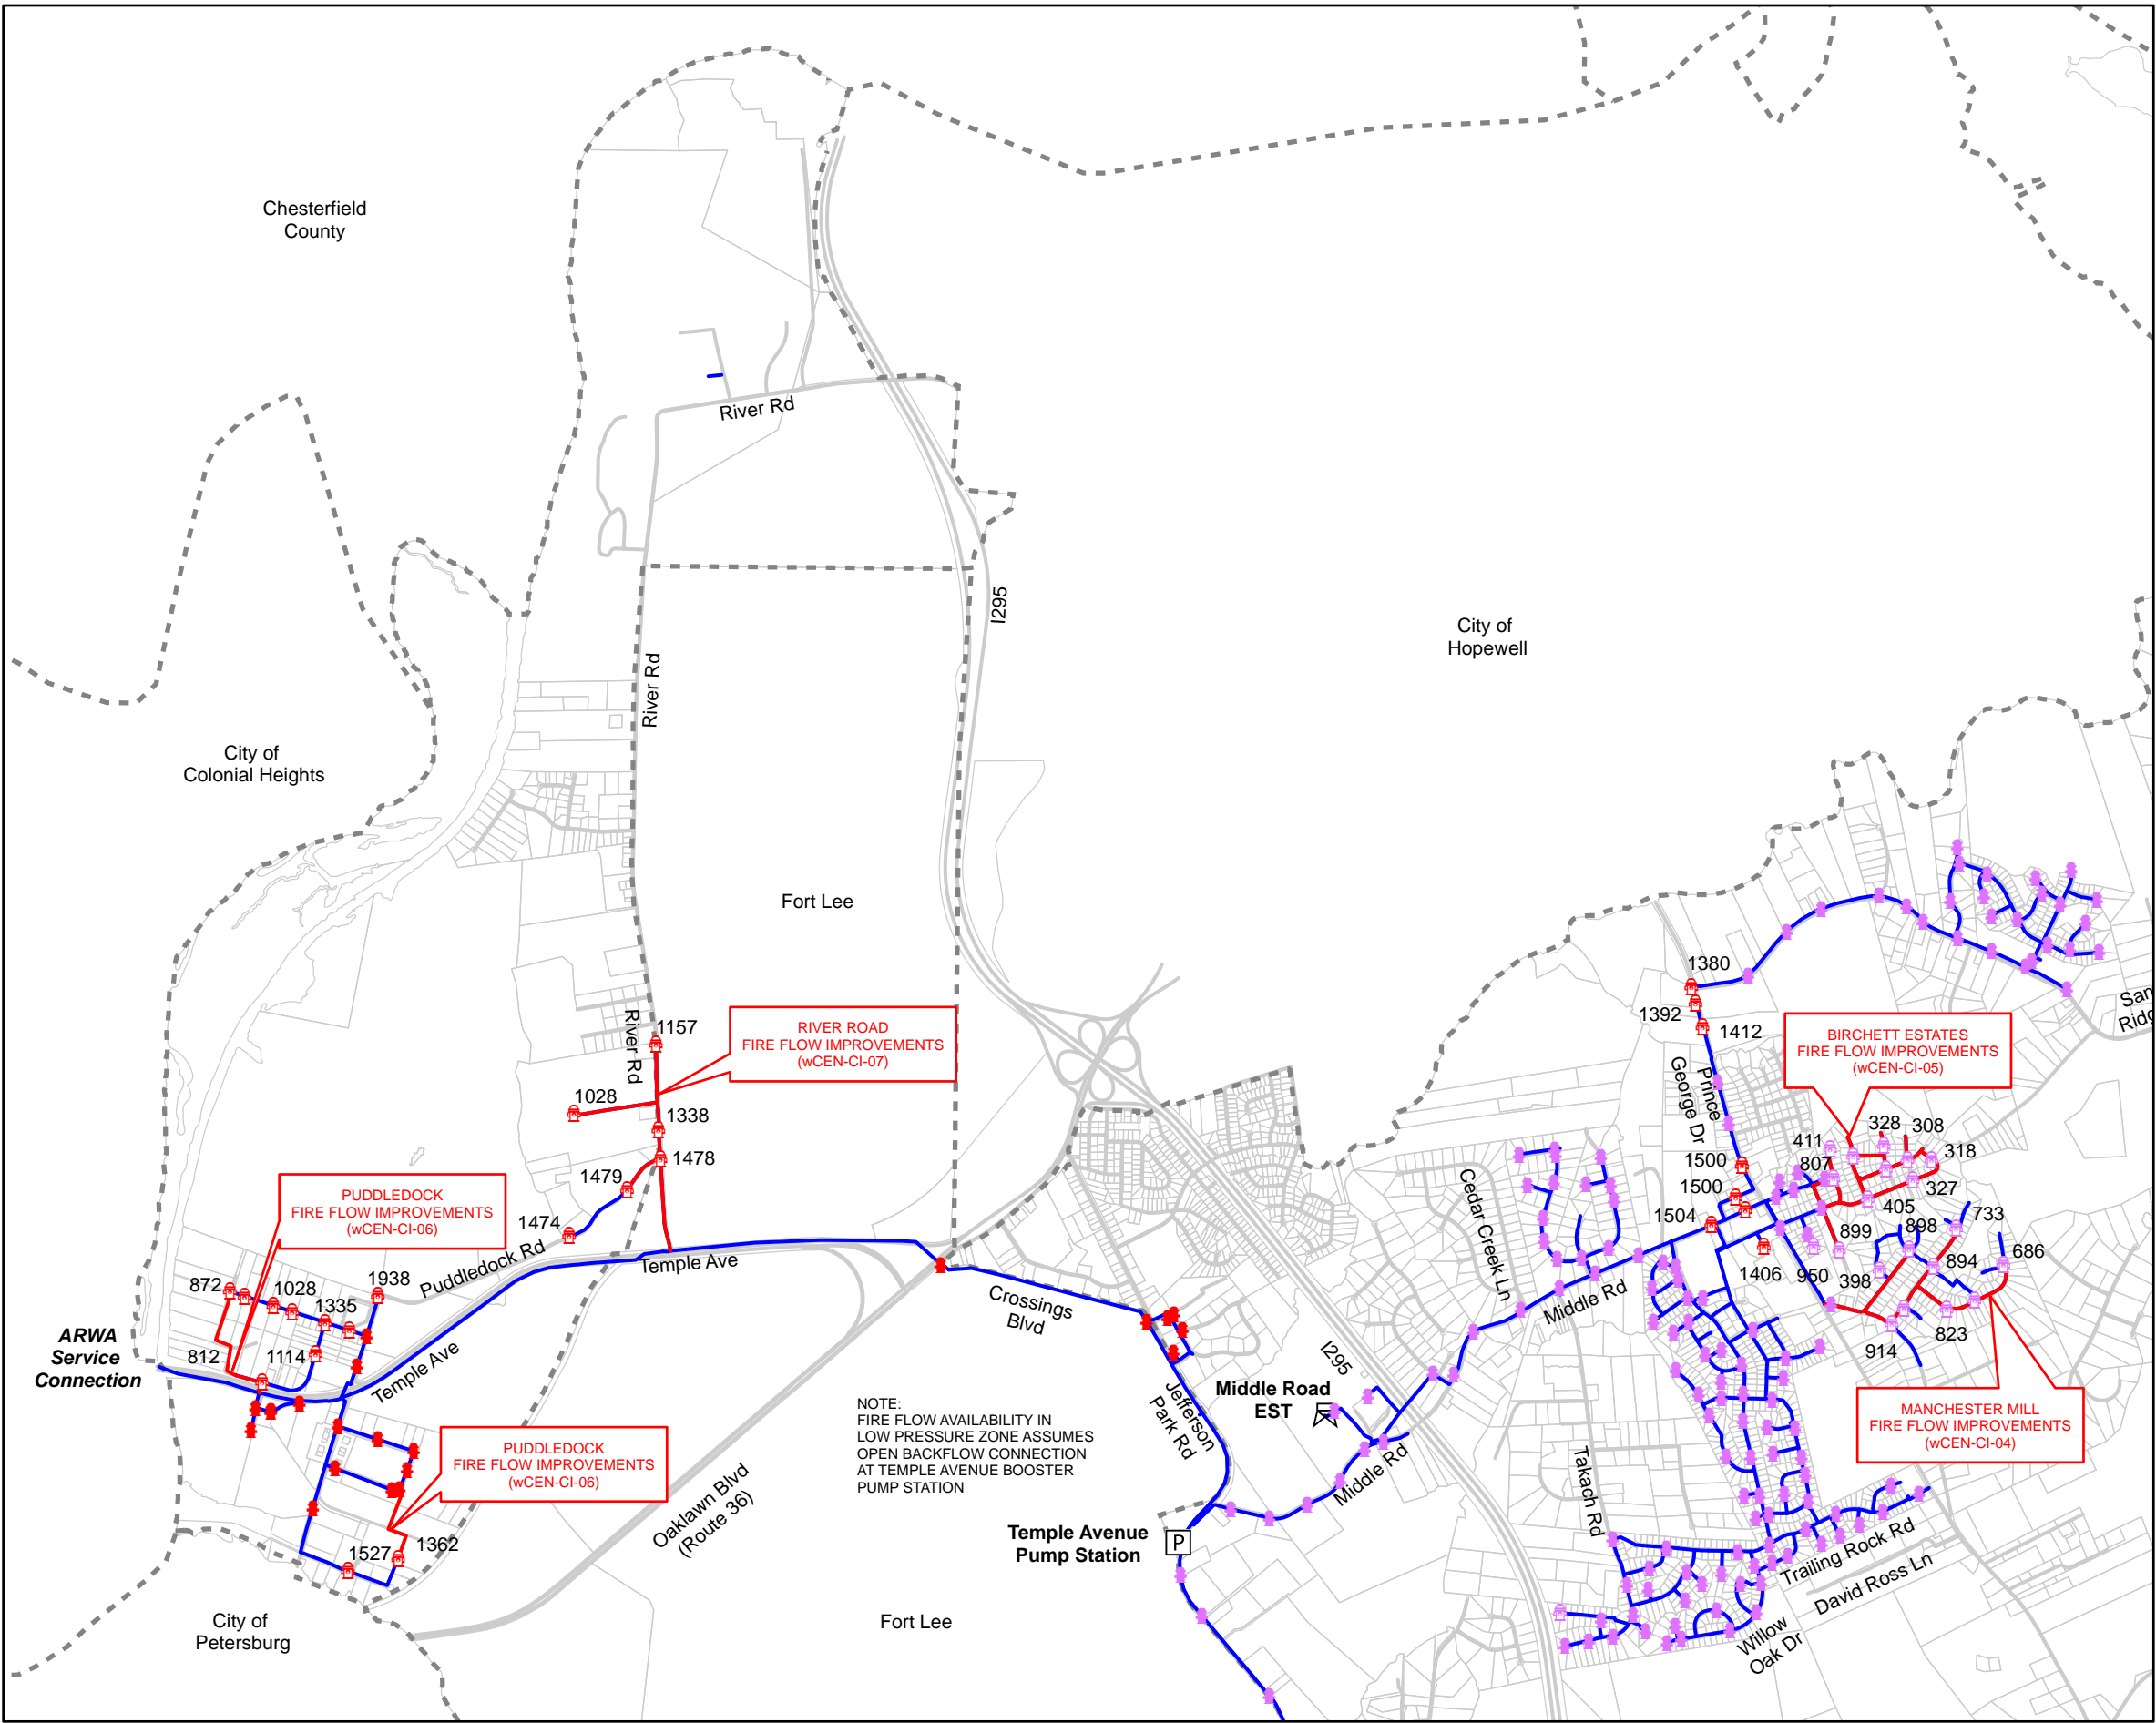 Chesterfield
County
River Rd
I295
City of
Hopewell
River Rd
City of
Colonial Heights
Fort Lee
1380
1392
1412
Prince
George Dr
BIRCHETT ESTATES
FIRE FLOW IMPROVEMENTS
(wCEN-CI-05)
River Rd
1157
RIVER ROAD
FIRE FLOW IMPROVEMENTS
(wCEN-CI-07)
1028
1338
1478
1479
1474
Puddledock Rd
Temple Ave
411
328
308
318
807
327
1500
1500
1504
405
899
898
733
1406
950
398
894
686
823
914
Cedar Creek Ln
Middle Rd
PUDDLEDOCK
FIRE FLOW IMPROVEMENTS
(wCEN-CI-06)
872
1028
1938
1335
812
1114
ARWA
Service
Connection
Temple Ave
Crossings
Blvd
I295
Jefferson
Park Rd
Middle Road
EST
NOTE:
FIRE FLOW AVAILABILITY IN
LOW PRESSURE ZONE ASSUMES
OPEN BACKFLOW CONNECTION
AT TEMPLE AVENUE BOOSTER
PUMP STATION
MANCHESTER MILL
FIRE FLOW IMPROVEMENTS
(wCEN-CI-04)
PUDDLEDOCK
FIRE FLOW IMPROVEMENTS
(wCEN-CI-06)
1527
1362
Oaklawn Blvd
(Route 36)
Middle Rd
Takach Rd
Temple Avenue
Pump Station
P
Trailing Rock Rd
David Ross Ln
Willow
Oak Dr
City of
Petersburg
Fort Lee